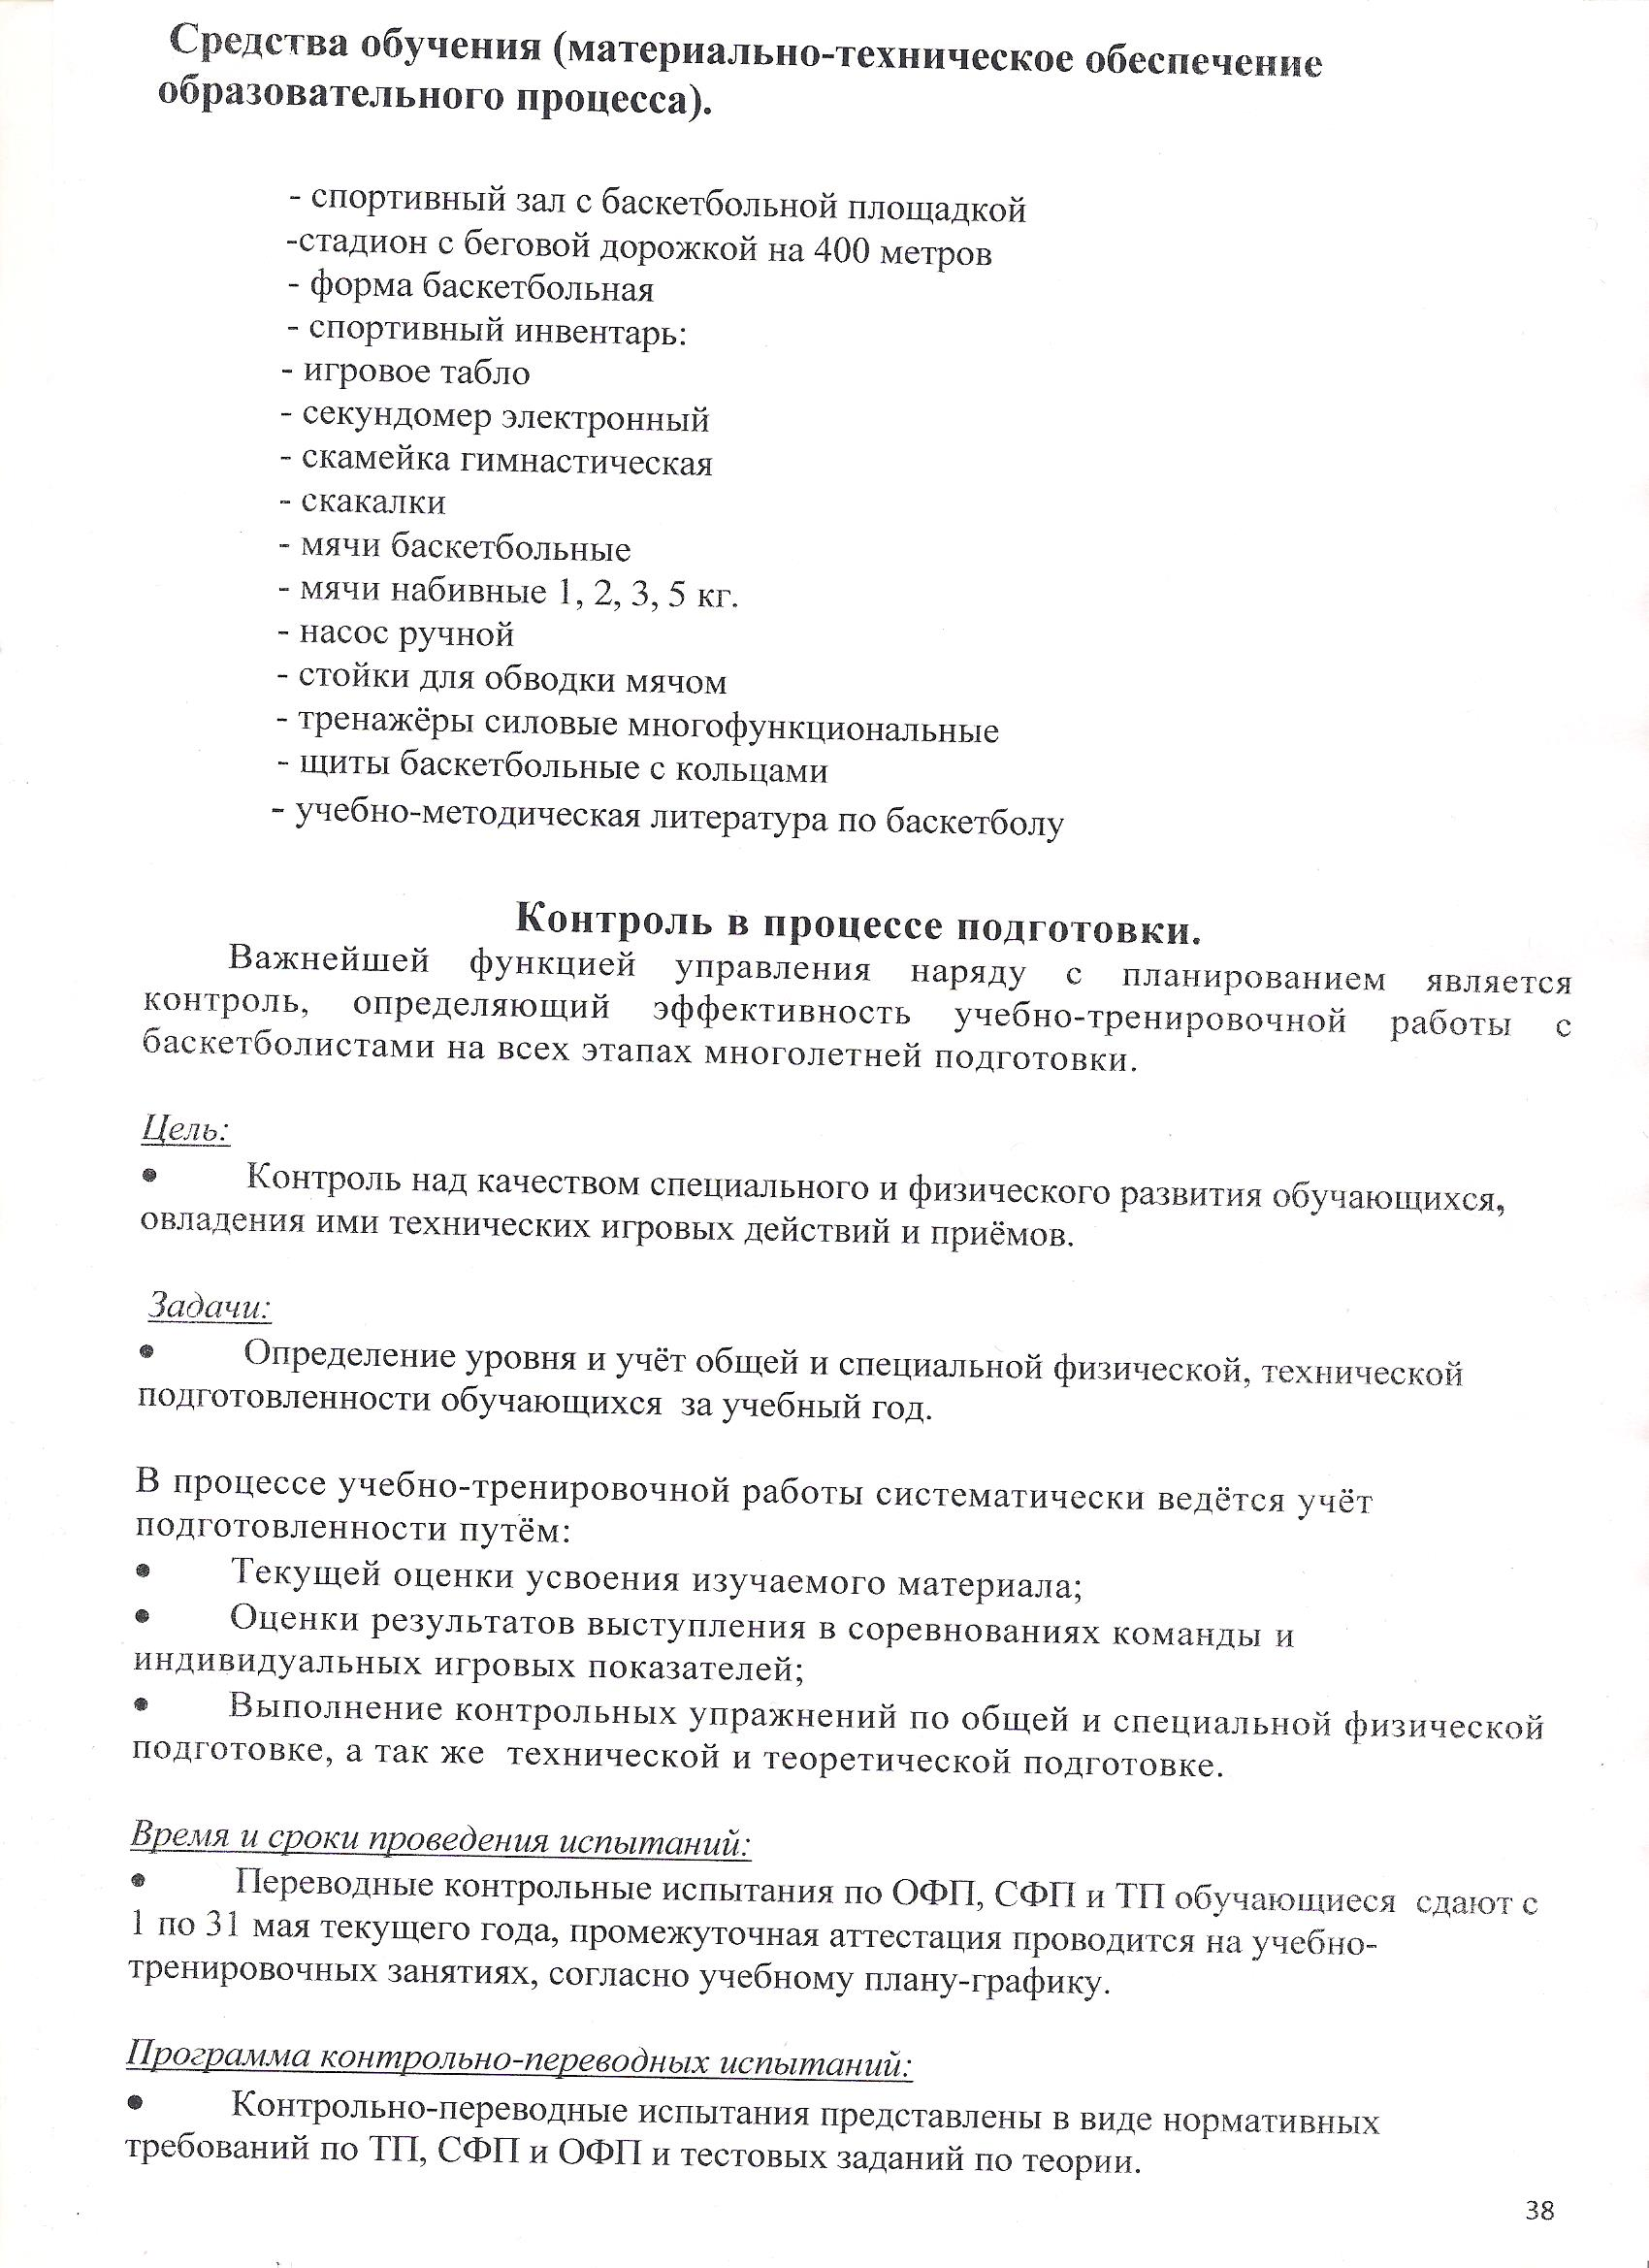 Средства обучения (материально-техническое обеспечение
образовательного процесса).
- спортивный зал с баскетбольной площадкой
-стадион с беговой дорожкой на 400 метров
- форма баскетбольная
- спортивный инвентарь:
- игровое табло
- секундомер электронный
- скамейка гимнастическая
- скакалки
- мячи баскетбольные
- мячи набивные 1, 2, 3, 5 кг.
- насос ручной
- стойки для обводки мячом
- тренажёры силовые многофункциональные
- щиты баскетбольные с кольцами
- учебно-методическая литература по баскетболу
Контроль в процессе подготовки.
Важнейшей функцией управления наряду с планированием является
контроль, определяющий эффективность учебно-тренировочной работы с
баскетболистами на всех этапах многолетней подготовки.
Цель:
• Контроль над качеством специального и физического развития обучающихся,
овладения ими технических игровых действий и приёмов.
Задачи:
• Определение уровня и учёт общей и специальной физической, технической
подготовленности обучающихся за учебный год.
В процессе учебно-тренировочной работы систематически ведётся учёт
подготовленности путём:
• Текущей оценки усвоения изучаемого материала;
• Оценки результатов выступления в соревнованиях команды и
индивидуальных игровых показателей;
• Выполнение контрольных упражнений по общей и специальной физической
подготовке, а так же технической и теоретической подготовке.
Время и сроки проведения испытаний:
• Переводные контрольные испытания по ОФП, СФП и ТП обучающиеся сдают с
1 по 31 мая текущего года, промежуточная аттестация проводится на учебно-
тренировочных занятиях, согласно учебному плану-графику.
Программа контрольно-переводных испытаний:
• Контрольно-переводные испытания представлены в виде нормативных
требований по ТП, СФП и ОФП и тестовых заданий по теории.
38